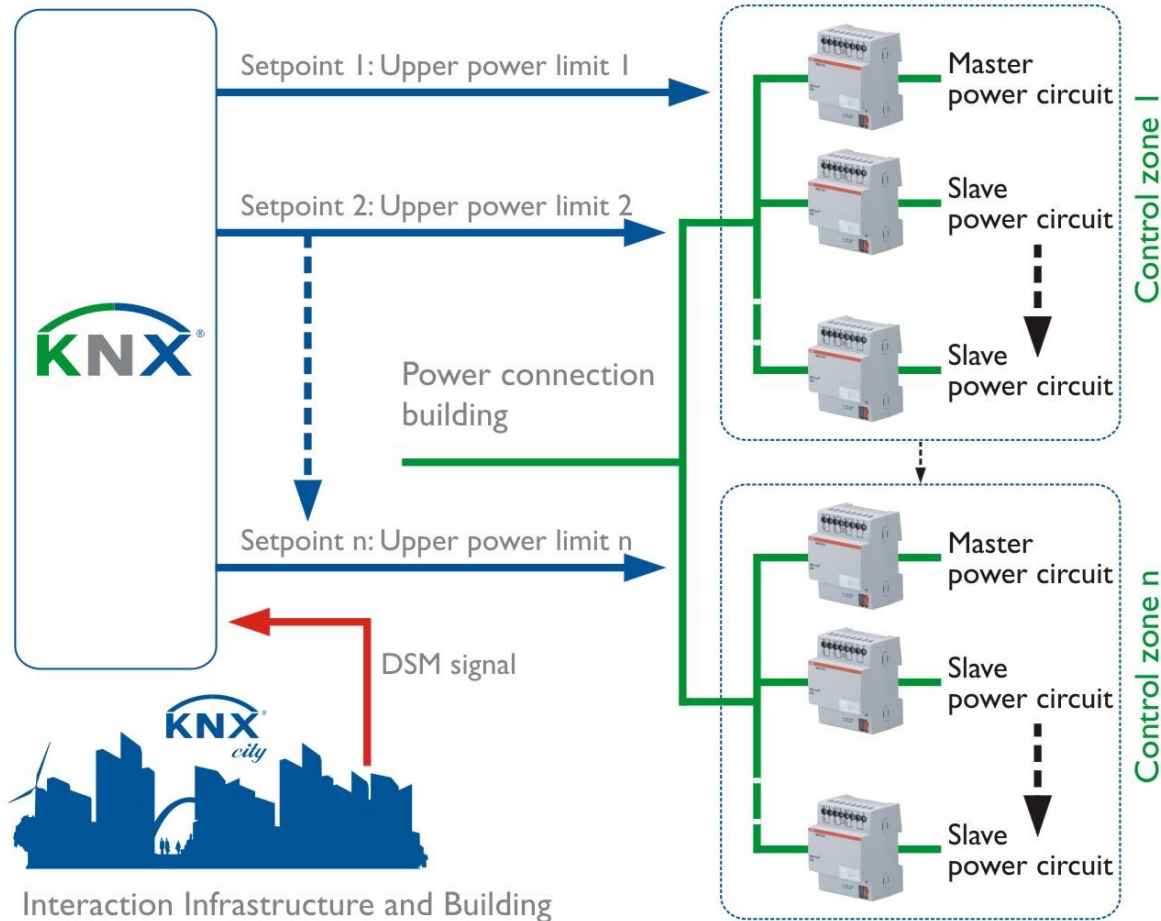 Setpoint 1: Upper power limit 1
Setpoint 2: Upper power limit 2
KNX®
Power connection
building
Setpoint n: Upper power limit n
DSM signal
KNX®
city
Interaction Infrastructure and Building
Master
power circuit
Slave
power circuit
Slave
power circuit
Control zone 1
Master
power circuit
Slave
power circuit
Slave
power circuit
Control zone n